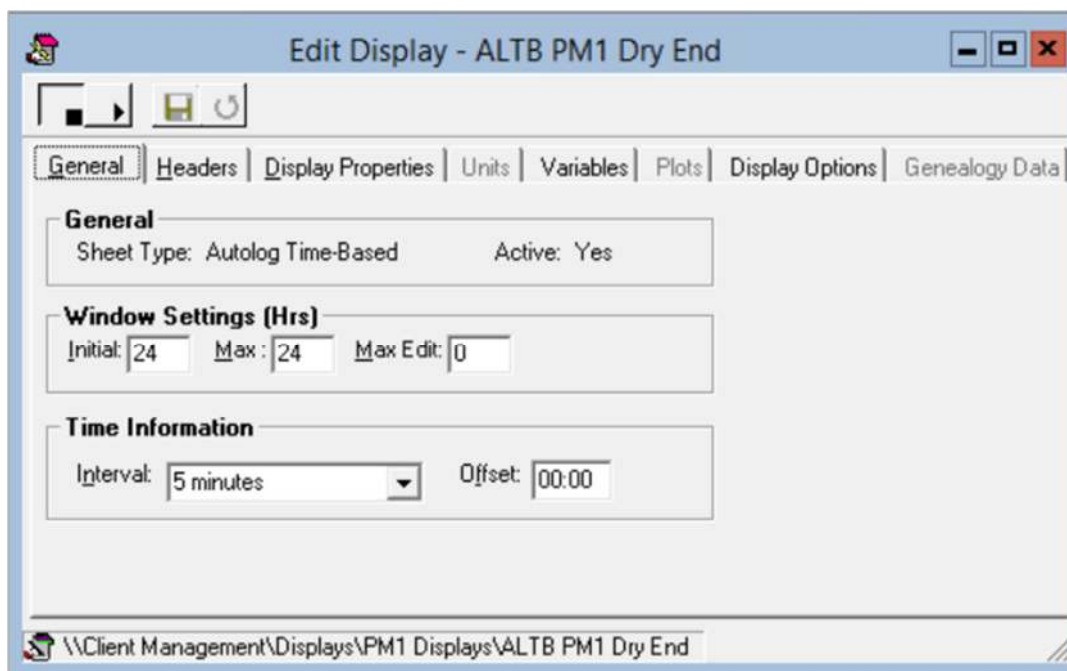 Edit Display - ALTB PM1 Dry End
General Headers Display Properties Units Variables Plots Display Options Genealogy Data
General
Sheet Type: Autolog Time-Based Active: Yes
Window Settings (Hrs)
Initial: 24 Max : 24 Max Edit: 0
Time Information
Interval: 5 minutes Offset: 00:00
\\Client Management\Displays\PM1 Displays\ALTB PM1 Dry End